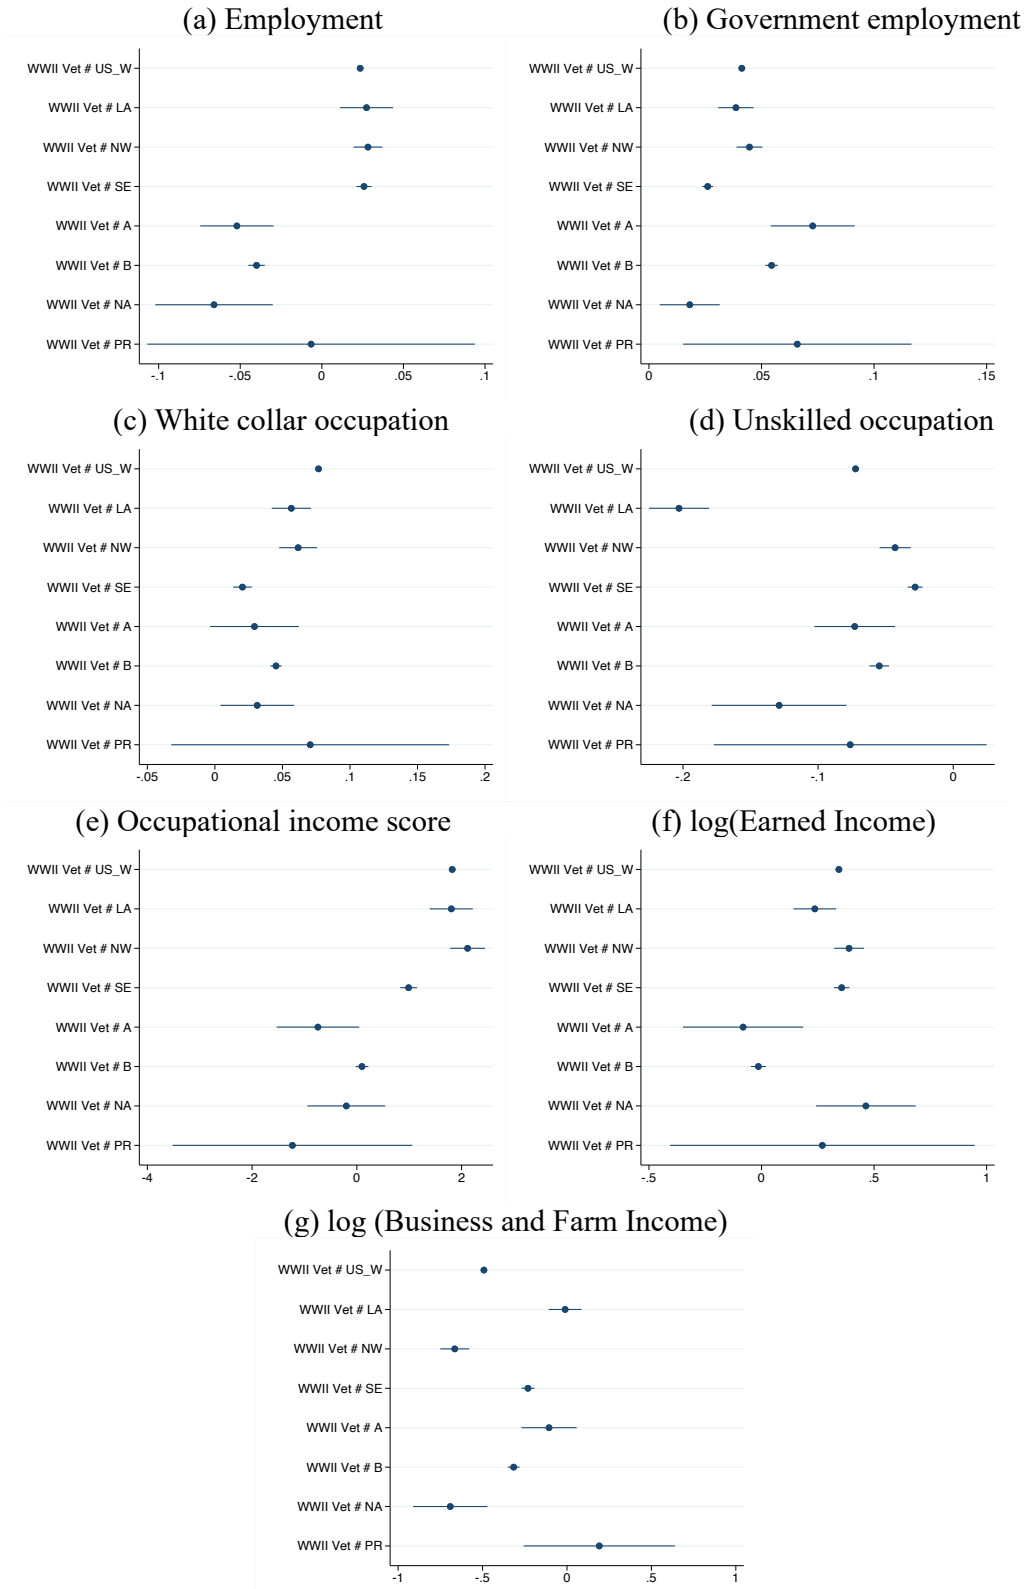 (a) Employment
WWII Vet # US_W
WWII Vet # LA
WWII Vet # NW
WWII Vet # SE
WWII Vet # A
WWII Vet # B
WWII Vet # NA
WWII Vet # PR
-.1 -.05 0 .05 .1
(b) Government employment
WWII Vet # US_W
WWII Vet # LA
WWII Vet # NW
WWII Vet # SE
WWII Vet # A
WWII Vet # B
WWII Vet # NA
WWII Vet # PR
0 .05 .1 .15
(c) White collar occupation
WWII Vet # US_W
WWII Vet # LA
WWII Vet # NW
WWII Vet # SE
WWII Vet # A
WWII Vet # B
WWII Vet # NA
WWII Vet # PR
-.05 0 .05 .1 .15 .2
(d) Unskilled occupation
WWII Vet # US_W
WWII Vet # LA
WWII Vet # NW
WWII Vet # SE
WWII Vet # A
WWII Vet # B
WWII Vet # NA
WWII Vet # PR
-.2 -.1 0
(e) Occupational income score
WWII Vet # US_W
WWII Vet # LA
WWII Vet # NW
WWII Vet # SE
WWII Vet # A
WWII Vet # B
WWII Vet # NA
WWII Vet # PR
-4 -2 0 2
(f) log(Earned Income)
WWII Vet # US_W
WWII Vet # LA
WWII Vet # NW
WWII Vet # SE
WWII Vet # A
WWII Vet # B
WWII Vet # NA
WWII Vet # PR
-.5 0 .5 1
(g) log (Business and Farm Income)
WWII Vet # US_W
WWII Vet # LA
WWII Vet # NW
WWII Vet # SE
WWII Vet # A
WWII Vet # B
WWII Vet # NA
WWII Vet # PR
-1 -.5 0 .5 1